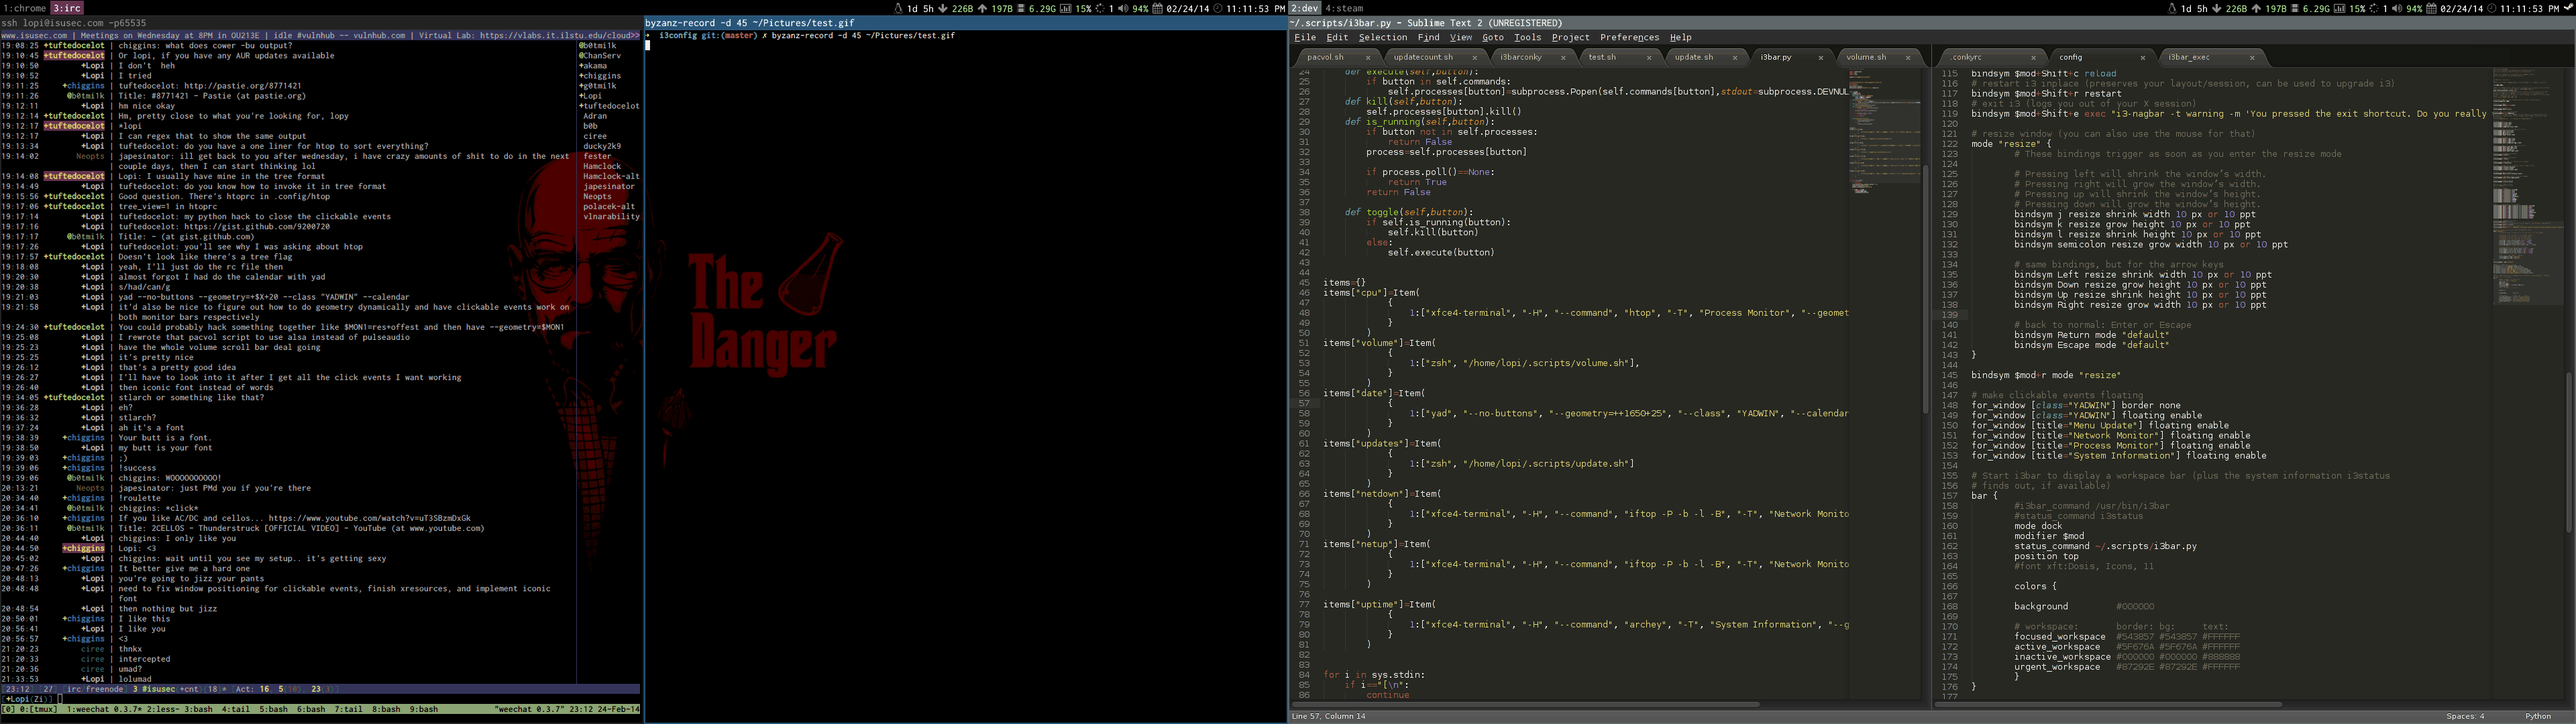 1:chrome 3:irc
1d 5h 226B 197B 6.29G 15% 1 94% 02/24/14 11:11:53 PM
ssh lopi@isusec.com -p65535
www.isusec.com | Meetings on Wednesday at 8PM in OU213E | idle #vulnhub -- vulnhub.com | Virtual Lab: https://vlabs.it.ilstu.edu/cloud>>
19:08:25 +tuftedocelot | chiggins: what does cower -bu output?
19:10:45 +tuftedocelot | Or lopi, if you have any AUR updates available
19:10:50 +Lopi | I don't heh
19:10:52 +Lopi | I tried
19:11:25 +chiggins | tuftedocelot: http://pastie.org/8771421
19:11:26 @b0tmi1k | Title: #8771421 - Pastie (at pastie.org)
19:12:11 +Lopi | hm nice okay
19:12:14 +tuftedocelot | Hm, pretty close to what you're looking for, lopy
19:12:17 +tuftedocelot | *lopi
19:12:17 +Lopi | I can regex that to show the same output
19:13:34 +Lopi | tuftedocelot: do you have a one liner for htop to sort everything?
19:14:02 Neopts | japesinator: ill get back to you after wednesday, i have crazy amounts of shit to do in the next
| couple days, then I can start thinking lol
19:14:08 +tuftedocelot | Lopi: I usually have mine in the tree format
19:14:49 +Lopi | tuftedocelot: do you know how to invoke it in tree format
19:15:56 +tuftedocelot | Good question. There's htoprc in .config/htop
19:17:06 +tuftedocelot | tree_view=1 in htoprc
19:17:14 +Lopi | tuftedocelot: my python hack to close the clickable events
19:17:16 +Lopi | tuftedocelot: https://gist.github.com/9200720
19:17:17 @b0tmi1k | Title: - (at gist.github.com)
19:17:26 +Lopi | tuftedocelot: you'll see why I was asking about htop
19:17:57 +tuftedocelot | Doesn't look like there's a tree flag
19:18:08 +Lopi | yeah, I'll just do the rc file then
19:20:30 +Lopi | almost forgot I had do the calendar with yad
19:20:38 +Lopi | s/had/can/g
19:21:03 +Lopi | yad --no-buttons --geometry=+$X+20 --class "YADWIN" --calendar
19:21:58 +Lopi | it'd also be nice to figure out how to do geometry dynamically and have clickable events work on
| both monitor bars respectively
19:24:30 +tuftedocelot | You could probably hack something together like $MON1=res+offest and then have --geometry=$MON1
19:25:08 +Lopi | I rewrote that pacvol script to use alsa instead of pulseaudio
19:25:23 +Lopi | have the whole volume scroll bar deal going
19:25:25 +Lopi | it's pretty nice
19:26:12 +Lopi | that's a pretty good idea
19:26:27 +Lopi | I'll have to look into it after I get all the click events I want working
19:26:40 +Lopi | then iconic font instead of words
19:34:05 +tuftedocelot | stlarch or something like that?
19:36:28 +Lopi | eh?
19:36:32 +Lopi | stlarch?
19:37:24 +Lopi | ah it's a font
19:38:39 +chiggins | Your butt is a font.
19:38:50 +Lopi | my butt is your font
19:39:03 +chiggins | ;)
19:39:06 +chiggins | !success
19:39:06 @b0tmi1k | chiggins: WOOOOOOOOOO!
20:13:21 Neopts | japesinator: just PMd you if you're there
20:34:40 +chiggins | !roulette
20:34:41 @b0tmi1k | chiggins: *click*
20:36:10 +chiggins | If you like AC/DC and cellos... https://www.youtube.com/watch?v=uT3SBzmDxGk
20:36:11 @b0tmi1k | Title: 2CELLOS - Thunderstruck [OFFICIAL VIDEO] - YouTube (at www.youtube.com)
20:44:40 +Lopi | chiggins: I only like you
20:44:50 +chiggins | Lopi: <3
20:45:02 +Lopi | chiggins: wait until you see my setup.. it's getting sexy
20:47:26 +chiggins | It better give me a hard one
20:48:13 +Lopi | you're going to jizz your pants
20:48:48 +Lopi | need to fix window positioning for clickable events, finish xresources, and implement iconic
| font
20:48:54 +Lopi | then nothing but jizz
20:50:01 +chiggins | I like this
20:56:41 +Lopi | I like you
20:56:57 +chiggins | <3
21:20:23 ciree | thnkx
21:20:33 ciree | intercepted
21:20:36 ciree | umad?
21:33:53 +Lopi | lolumad
@b0tmi1k
@ChanServ
+akama
+chiggins
+g0tmi1k
+Lopi
+tuftedocelot
Adran
b0b
ciree
ducky2k9
fester
Hamclock
Hamclock-alt
japesinator
Neopts
polacek-alt
vlnarability
[23:12] [27] [irc/freenode] 3 #isusec(+cnt){18}* [Act: 16, 5(10), 23(3)]
[+Lopi(Zi)]
[0] 0:[tmux] 1:weechat 0.3.7* 2:less- 3:bash 4:tail 5:bash 6:bash 7:tail 8:bash 9:bash "weechat 0.3.7" 23:12 24-Feb-14
byzanz-record -d 45 ~/Pictures/test.gif
→ i3config git:(master) ✗ byzanz-record -d 45 ~/Pictures/test.gif
The
Danger
2:dev 4:steam
1d 5h 226B 197B 6.29G 15% 1 94% 02/24/14 11:11:53 PM
~/.scripts/i3bar.py - Sublime Text 2 (UNREGISTERED)
File Edit Selection Find View Goto Tools Project Preferences Help
pacvol.sh updatecount.sh i3barconky test.sh update.sh i3bar.py volume.sh
24 def execute(self,button):
25 if button in self.commands:
26 self.processes[button]=subprocess.Popen(self.commands[button],stdout=subprocess.DEVNUL
27 def kill(self,button):
28 self.processes[button].kill()
29 def is_running(self,button):
30 if button not in self.processes:
31 return False
32 process=self.processes[button]
33
34 if process.poll()==None:
35 return True
36 return False
37
38 def toggle(self,button):
39 if self.is_running(button):
40 self.kill(button)
41 else:
42 self.execute(button)
43
44
45 items={}
46 items["cpu"]=Item(
47 {
48 1:["xfce4-terminal", "-H", "--command", "htop", "-T", "Process Monitor", "--geomet
49 }
50 )
51 items["volume"]=Item(
52 {
53 1:["zsh", "/home/lopi/.scripts/volume.sh"],
54 }
55 )
56 items["date"]=Item(
57 {
58 1:["yad", "--no-buttons", "--geometry=++1650+25", "--class", "YADWIN", "--calendar
59 }
60 )
61 items["updates"]=Item(
62 {
63 1:["zsh", "/home/lopi/.scripts/update.sh"]
64 }
65 )
66 items["netdown"]=Item(
67 {
68 1:["xfce4-terminal", "-H", "--command", "iftop -P -b -l -B", "-T", "Network Monito
69 }
70 )
71 items["netup"]=Item(
72 {
73 1:["xfce4-terminal", "-H", "--command", "iftop -P -b -l -B", "-T", "Network Monito
74 }
75 )
76
77 items["uptime"]=Item(
78 {
79 1:["xfce4-terminal", "-H", "--command", "archey", "-T", "System Information", "--g
80 }
81 )
82
83
84 for i in sys.stdin:
85 if i=="[\n":
86 continue
.conkyrc config i3bar_exec
115 bindsym $mod+Shift+c reload
116 # restart i3 inplace (preserves your layout/session, can be used to upgrade i3)
117 bindsym $mod+Shift+r restart
118 # exit i3 (logs you out of your X session)
119 bindsym $mod+Shift+e exec "i3-nagbar -t warning -m 'You pressed the exit shortcut. Do you really
120
121 # resize window (you can also use the mouse for that)
122 mode "resize" {
123 # These bindings trigger as soon as you enter the resize mode
124
125 # Pressing left will shrink the window's width.
126 # Pressing right will grow the window's width.
127 # Pressing up will shrink the window's height.
128 # Pressing down will grow the window's height.
129 bindsym j resize shrink width 10 px or 10 ppt
130 bindsym k resize grow height 10 px or 10 ppt
131 bindsym l resize shrink height 10 px or 10 ppt
132 bindsym semicolon resize grow width 10 px or 10 ppt
133
134 # same bindings, but for the arrow keys
135 bindsym Left resize shrink width 10 px or 10 ppt
136 bindsym Down resize grow height 10 px or 10 ppt
137 bindsym Up resize shrink height 10 px or 10 ppt
138 bindsym Right resize grow width 10 px or 10 ppt
139
140 # back to normal: Enter or Escape
141 bindsym Return mode "default"
142 bindsym Escape mode "default"
143 }
144
145 bindsym $mod+r mode "resize"
146
147 # make clickable events floating
148 for_window [class="YADWIN"] border none
149 for_window [class="YADWIN"] floating enable
150 for_window [title="Menu Update"] floating enable
151 for_window [title="Network Monitor"] floating enable
152 for_window [title="Process Monitor"] floating enable
153 for_window [title="System Information"] floating enable
154
155 # Start i3bar to display a workspace bar (plus the system information i3status
156 # finds out, if available)
157 bar {
158 #i3bar_command /usr/bin/i3bar
159 #status_command i3status
160 mode dock
161 modifier $mod
162 status_command ~/.scripts/i3bar.py
163 position top
164 #font xft:Dosis, Icons, 11
165
166 colors {
167
168 background #000000
169
170 # workspace: border: bg: text:
171 focused_workspace #543857 #543857 #FFFFFF
172 active_workspace #5F676A #5F676A #FFFFFF
173 inactive_workspace #000000 #000000 #888888
174 urgent_workspace #87292E #87292E #FFFFFF
175 }
176 }
177
Line 57, Column 14
Spaces: 4 Python